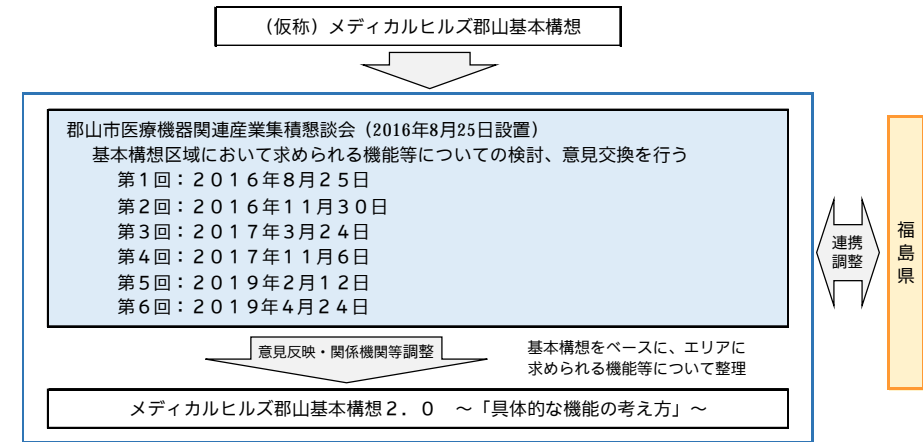 （仮称）メディカルヒルズ郡山基本構想
郡山市医療機器関連産業集積懇談会（2016年8月25日設置）
基本構想区域において求められる機能等についての検討、意見交換を行う
第１回：２０１６年８月２５日
第２回：２０１６年１１月３０日
第３回：２０１７年３月２４日
第４回：２０１７年１１月６日
第５回：２０１９年２月１２日
第６回：２０１９年４月２４日
連携
調整
福島県
意見反映・関係機関等調整
基本構想をベースに、エリアに
求められる機能等について整理
メディカルヒルズ郡山基本構想２．０　～「具体的な機能の考え方」～